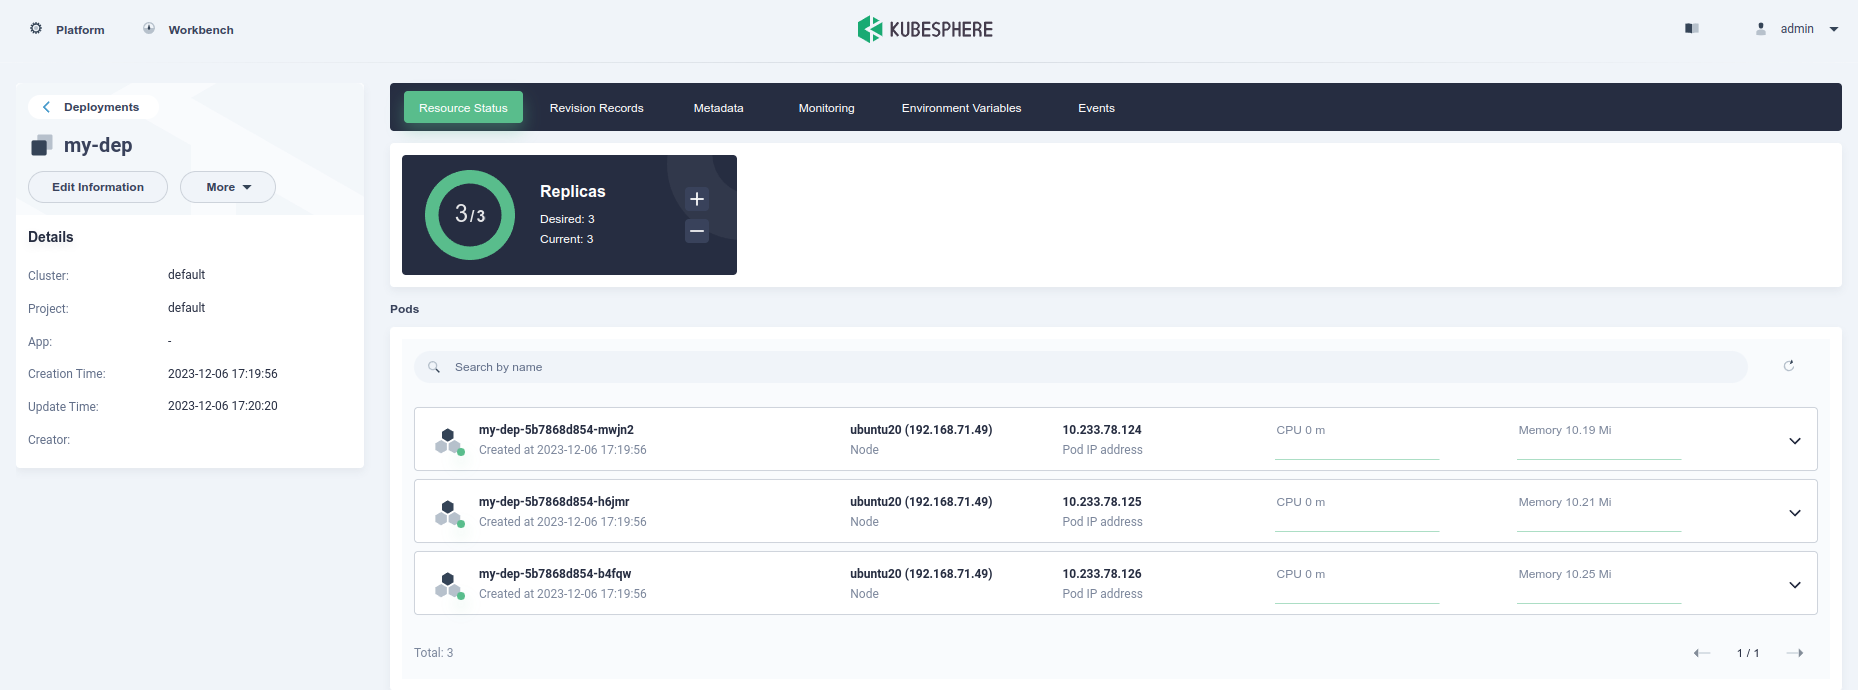 Platform
Workbench
KUBESPHERE
admin
Deployments
my-dep
Edit Information
More
Details
Cluster: default
Project: default
App: -
Creation Time: 2023-12-06 17:19:56
Update Time: 2023-12-06 17:20:20
Creator:
Resource Status
Revision Records
Metadata
Monitoring
Environment Variables
Events
3/3
Replicas
Desired: 3
Current: 3
Pods
Search by name
my-dep-5b7868d854-mwjn2
Created at 2023-12-06 17:19:56
ubuntu20 (192.168.71.49)
Node
10.233.78.124
Pod IP address
CPU 0 m
Memory 10.19 Mi
my-dep-5b7868d854-h6jmr
Created at 2023-12-06 17:19:56
ubuntu20 (192.168.71.49)
Node
10.233.78.125
Pod IP address
CPU 0 m
Memory 10.21 Mi
my-dep-5b7868d854-b4fqw
Created at 2023-12-06 17:19:56
ubuntu20 (192.168.71.49)
Node
10.233.78.126
Pod IP address
CPU 0 m
Memory 10.25 Mi
Total: 3
1 / 1